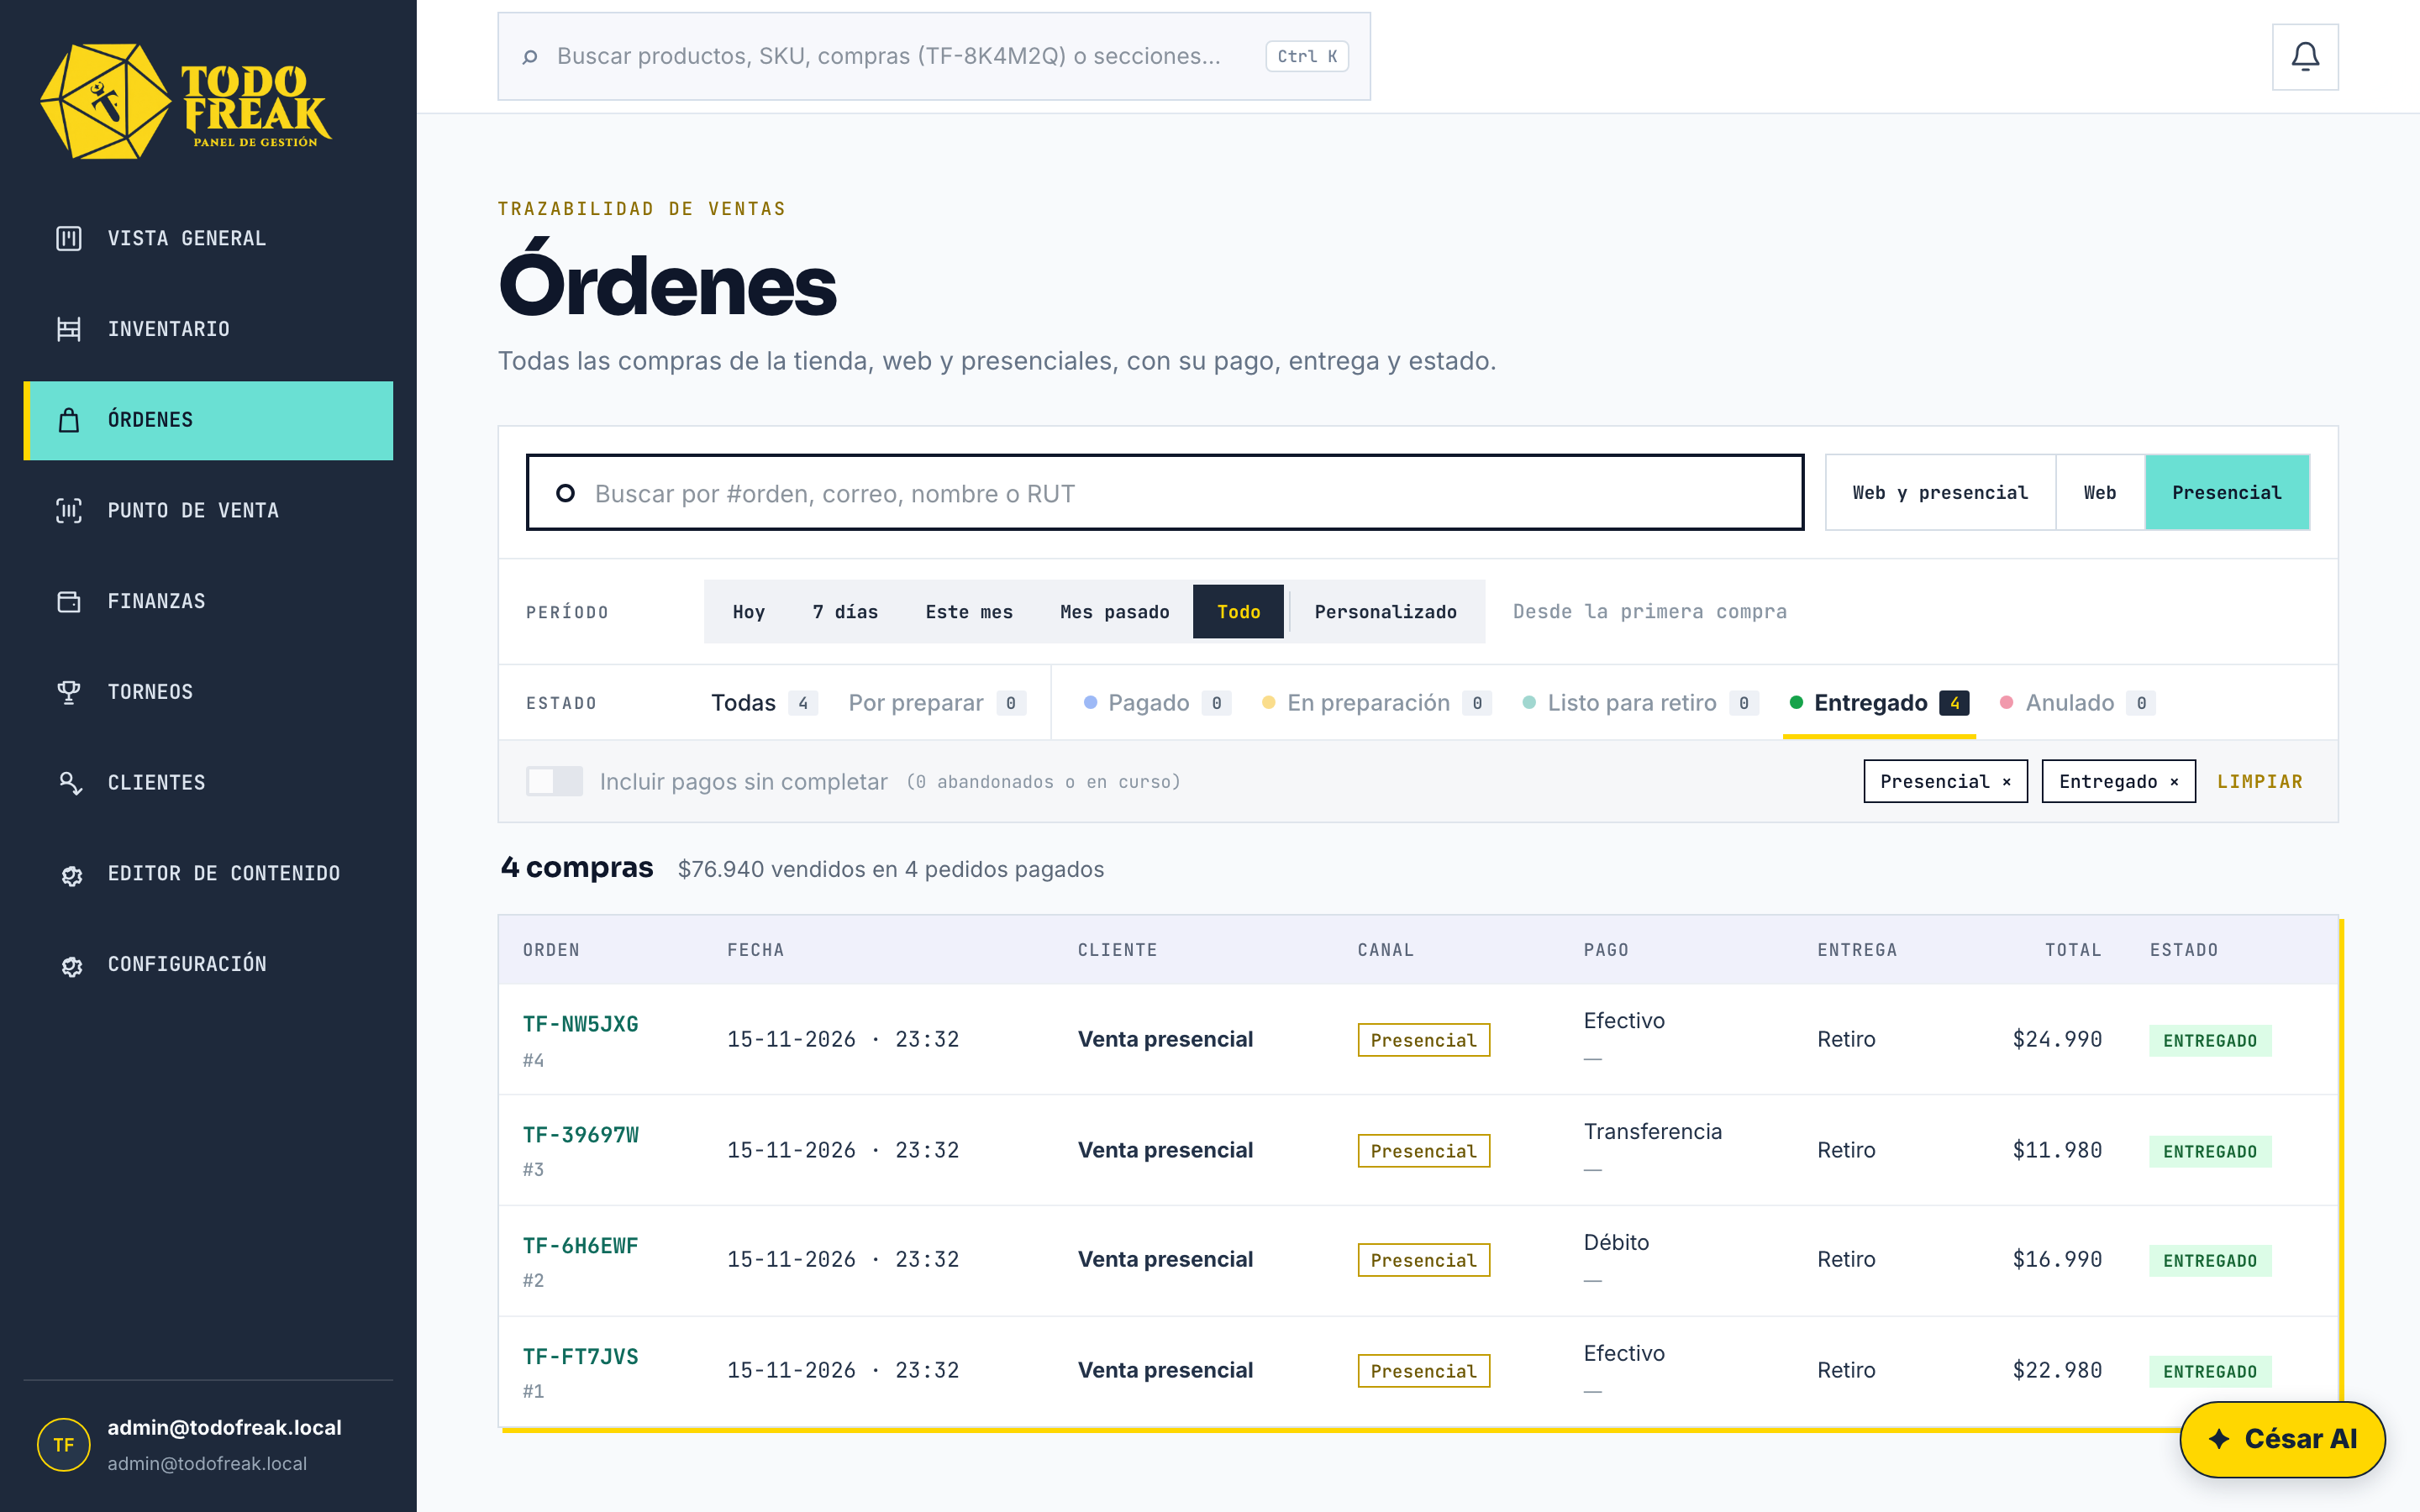 TODO
FREAK
PANEL DE GESTIÓN
VISTA GENERAL
INVENTARIO
ÓRDENES
PUNTO DE VENTA
FINANZAS
TORNEOS
CLIENTES
EDITOR DE CONTENIDO
CONFIGURACIÓN
TF
admin@todofreak.local
admin@todofreak.local
Buscar productos, SKU, compras (TF-8K4M2Q) o secciones... Ctrl K
TRAZABILIDAD DE VENTAS
Órdenes
Todas las compras de la tienda, web y presenciales, con su pago, entrega y estado.
Buscar por #orden, correo, nombre o RUT Web y presencial Web Presencial
PERÍODO Hoy 7 días Este mes Mes pasado Todo Personalizado Desde la primera compra
ESTADO Todas 4 Por preparar 0 Pagado 0 En preparación 0 Listo para retiro 0 Entregado 4 Anulado 0
Incluir pagos sin completar (0 abandonados o en curso) Presencial × Entregado × LIMPIAR
4 compras $76.940 vendidos en 4 pedidos pagados
ORDEN FECHA CLIENTE CANAL PAGO ENTREGA TOTAL ESTADO
TF-NW5JXG 15-11-2026 · 23:32 Venta presencial Presencial Efectivo Retiro $24.990 ENTREGADO
#4 —
TF-39697W 15-11-2026 · 23:32 Venta presencial Presencial Transferencia Retiro $11.980 ENTREGADO
#3 —
TF-6H6EWF 15-11-2026 · 23:32 Venta presencial Presencial Débito Retiro $16.990 ENTREGADO
#2 —
TF-FT7JVS 15-11-2026 · 23:32 Venta presencial Presencial Efectivo Retiro $22.980 ENTREGADO
#1 —
César AI